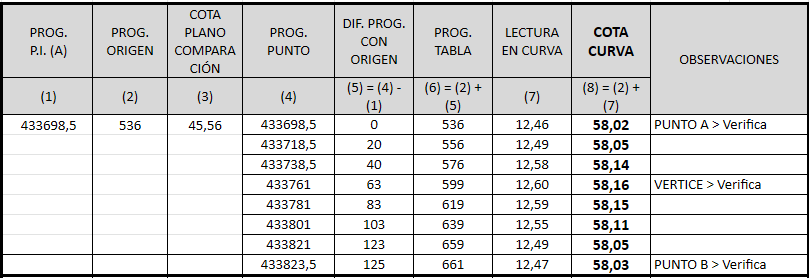 PROG. P.I. (A) | PROG. ORIGEN | COTA PLANO COMPARACIÓN | PROG. PUNTO | DIF. PROG. CON ORIGEN | PROG. TABLA | LECTURA EN CURVA | COTA CURVA | OBSERVACIONES
(1) | (2) | (3) | (4) | (5) = (4) - (1) | (6) = (2) + (5) | (7) | (8) = (2) + (7)
433698,5 | 536 | 45,56 | 433698,5 | 0 | 536 | 12,46 | 58,02 | PUNTO A > Verifica
433718,5 | 20 | 556 | 12,49 | 58,05
433738,5 | 40 | 576 | 12,58 | 58,14
433761 | 63 | 599 | 12,60 | 58,16 | VERTICE > Verifica
433781 | 83 | 619 | 12,59 | 58,15
433801 | 103 | 639 | 12,55 | 58,11
433821 | 123 | 659 | 12,49 | 58,05
433823,5 | 125 | 661 | 12,47 | 58,03 | PUNTO B > Verifica